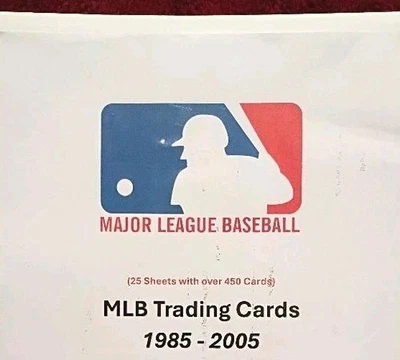 MAJOR LEAGUE BASEBALL
(25 Sheets with over 450 Cards)
MLB Trading Cards
1985 - 2005